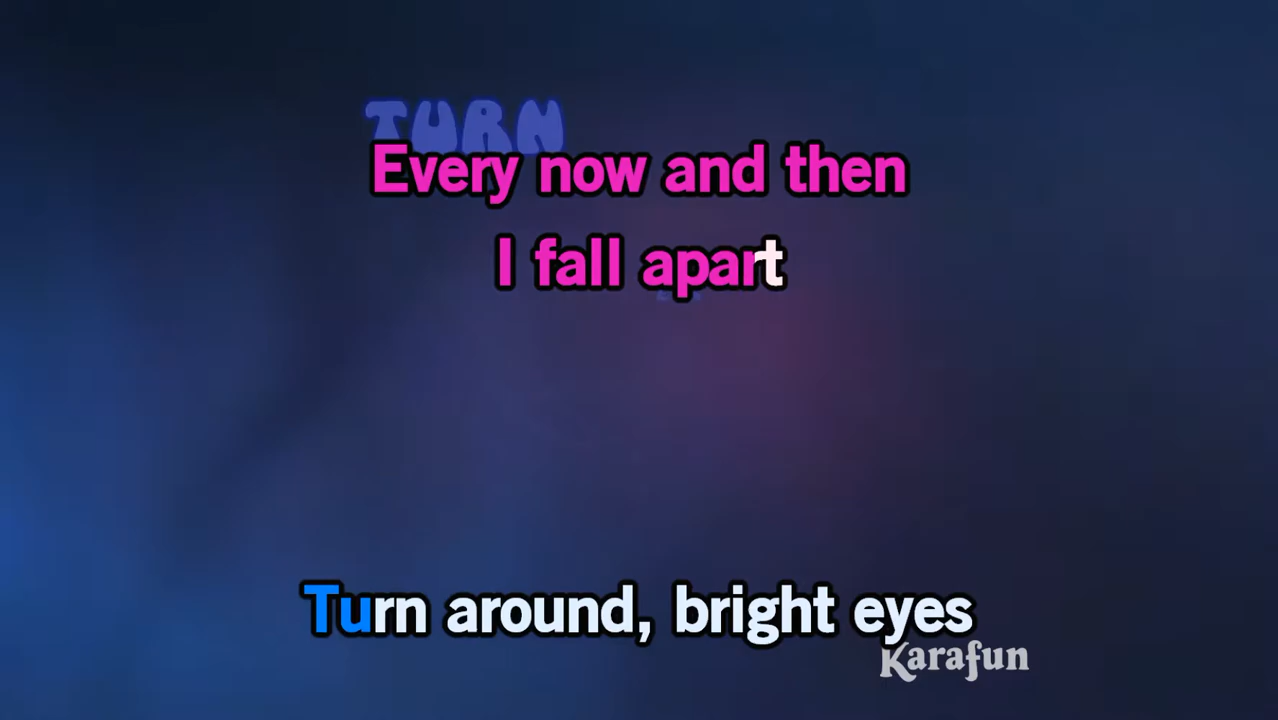 TURN
Every now and then
I fall apart
Turn around, bright eyes
Karafun